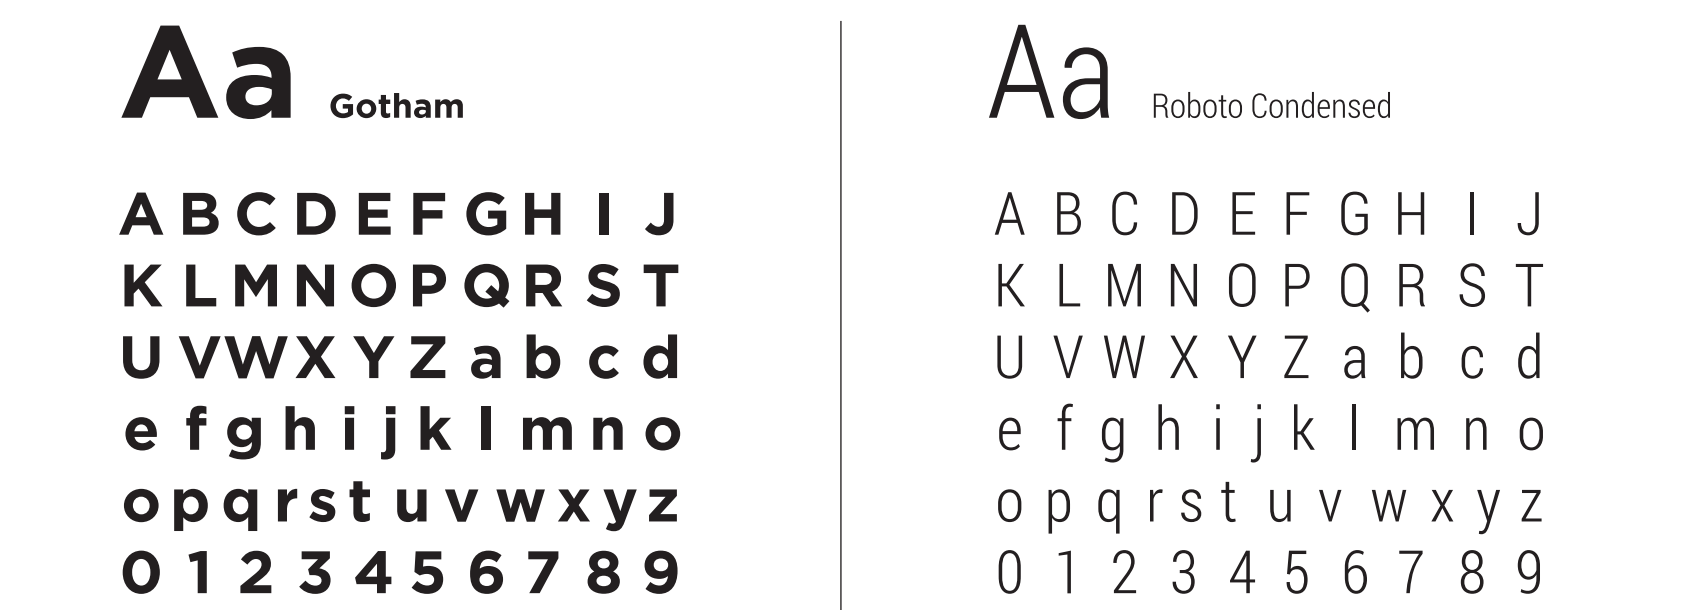 Aa Gotham
A B C D E F G H I J
K L M N O P Q R S T
U V W X Y Z a b c d
e f g h i j k l m n o
o p q r s t u v w x y z
0 1 2 3 4 5 6 7 8 9
Aa Roboto Condensed
A B C D E F G H I J
K L M N O P Q R S T
U V W X Y Z a b c d
e f g h i j k l m n o
o p q r s t u v w x y z
0 1 2 3 4 5 6 7 8 9